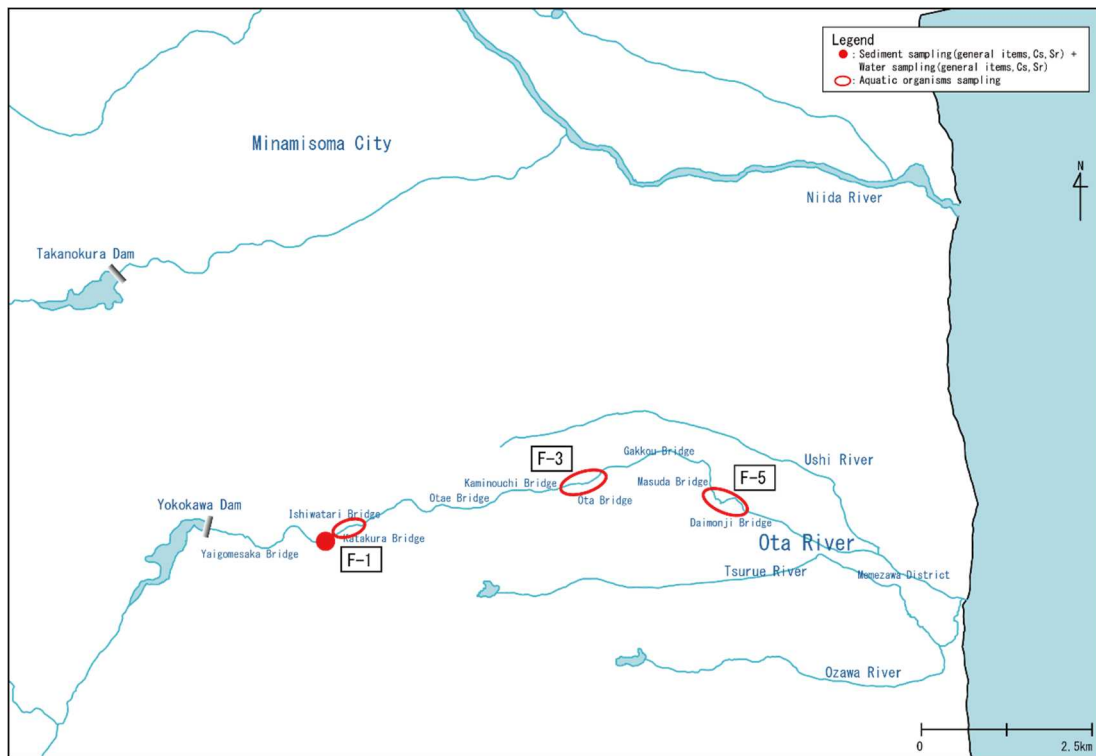 Legend
: Sediment sampling(general items,Cs,Sr) +
Water sampling(general items,Cs,Sr)
: Aquatic organisms sampling
N
Minamisoma City
Niida River
Takanokura Dam
Gakkou Bridge
Ushi River
F-3
F-5
Kaminouchi Bridge
Masuda Bridge
Otae Bridge
Ota Bridge
Yokokawa Dam
Ishiwatari Bridge
Daimonji Bridge
Katakura Bridge
Ota River
Yaigomesaka Bridge
F-1
Tsurue River
Memezawa District
Ozawa River
0
2.5km